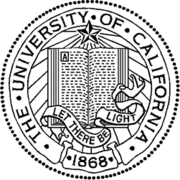 THE · UNIVERSITY · OF · CALIFORNIA
A
LET THERE BE
LIGHT
· 1868 ·